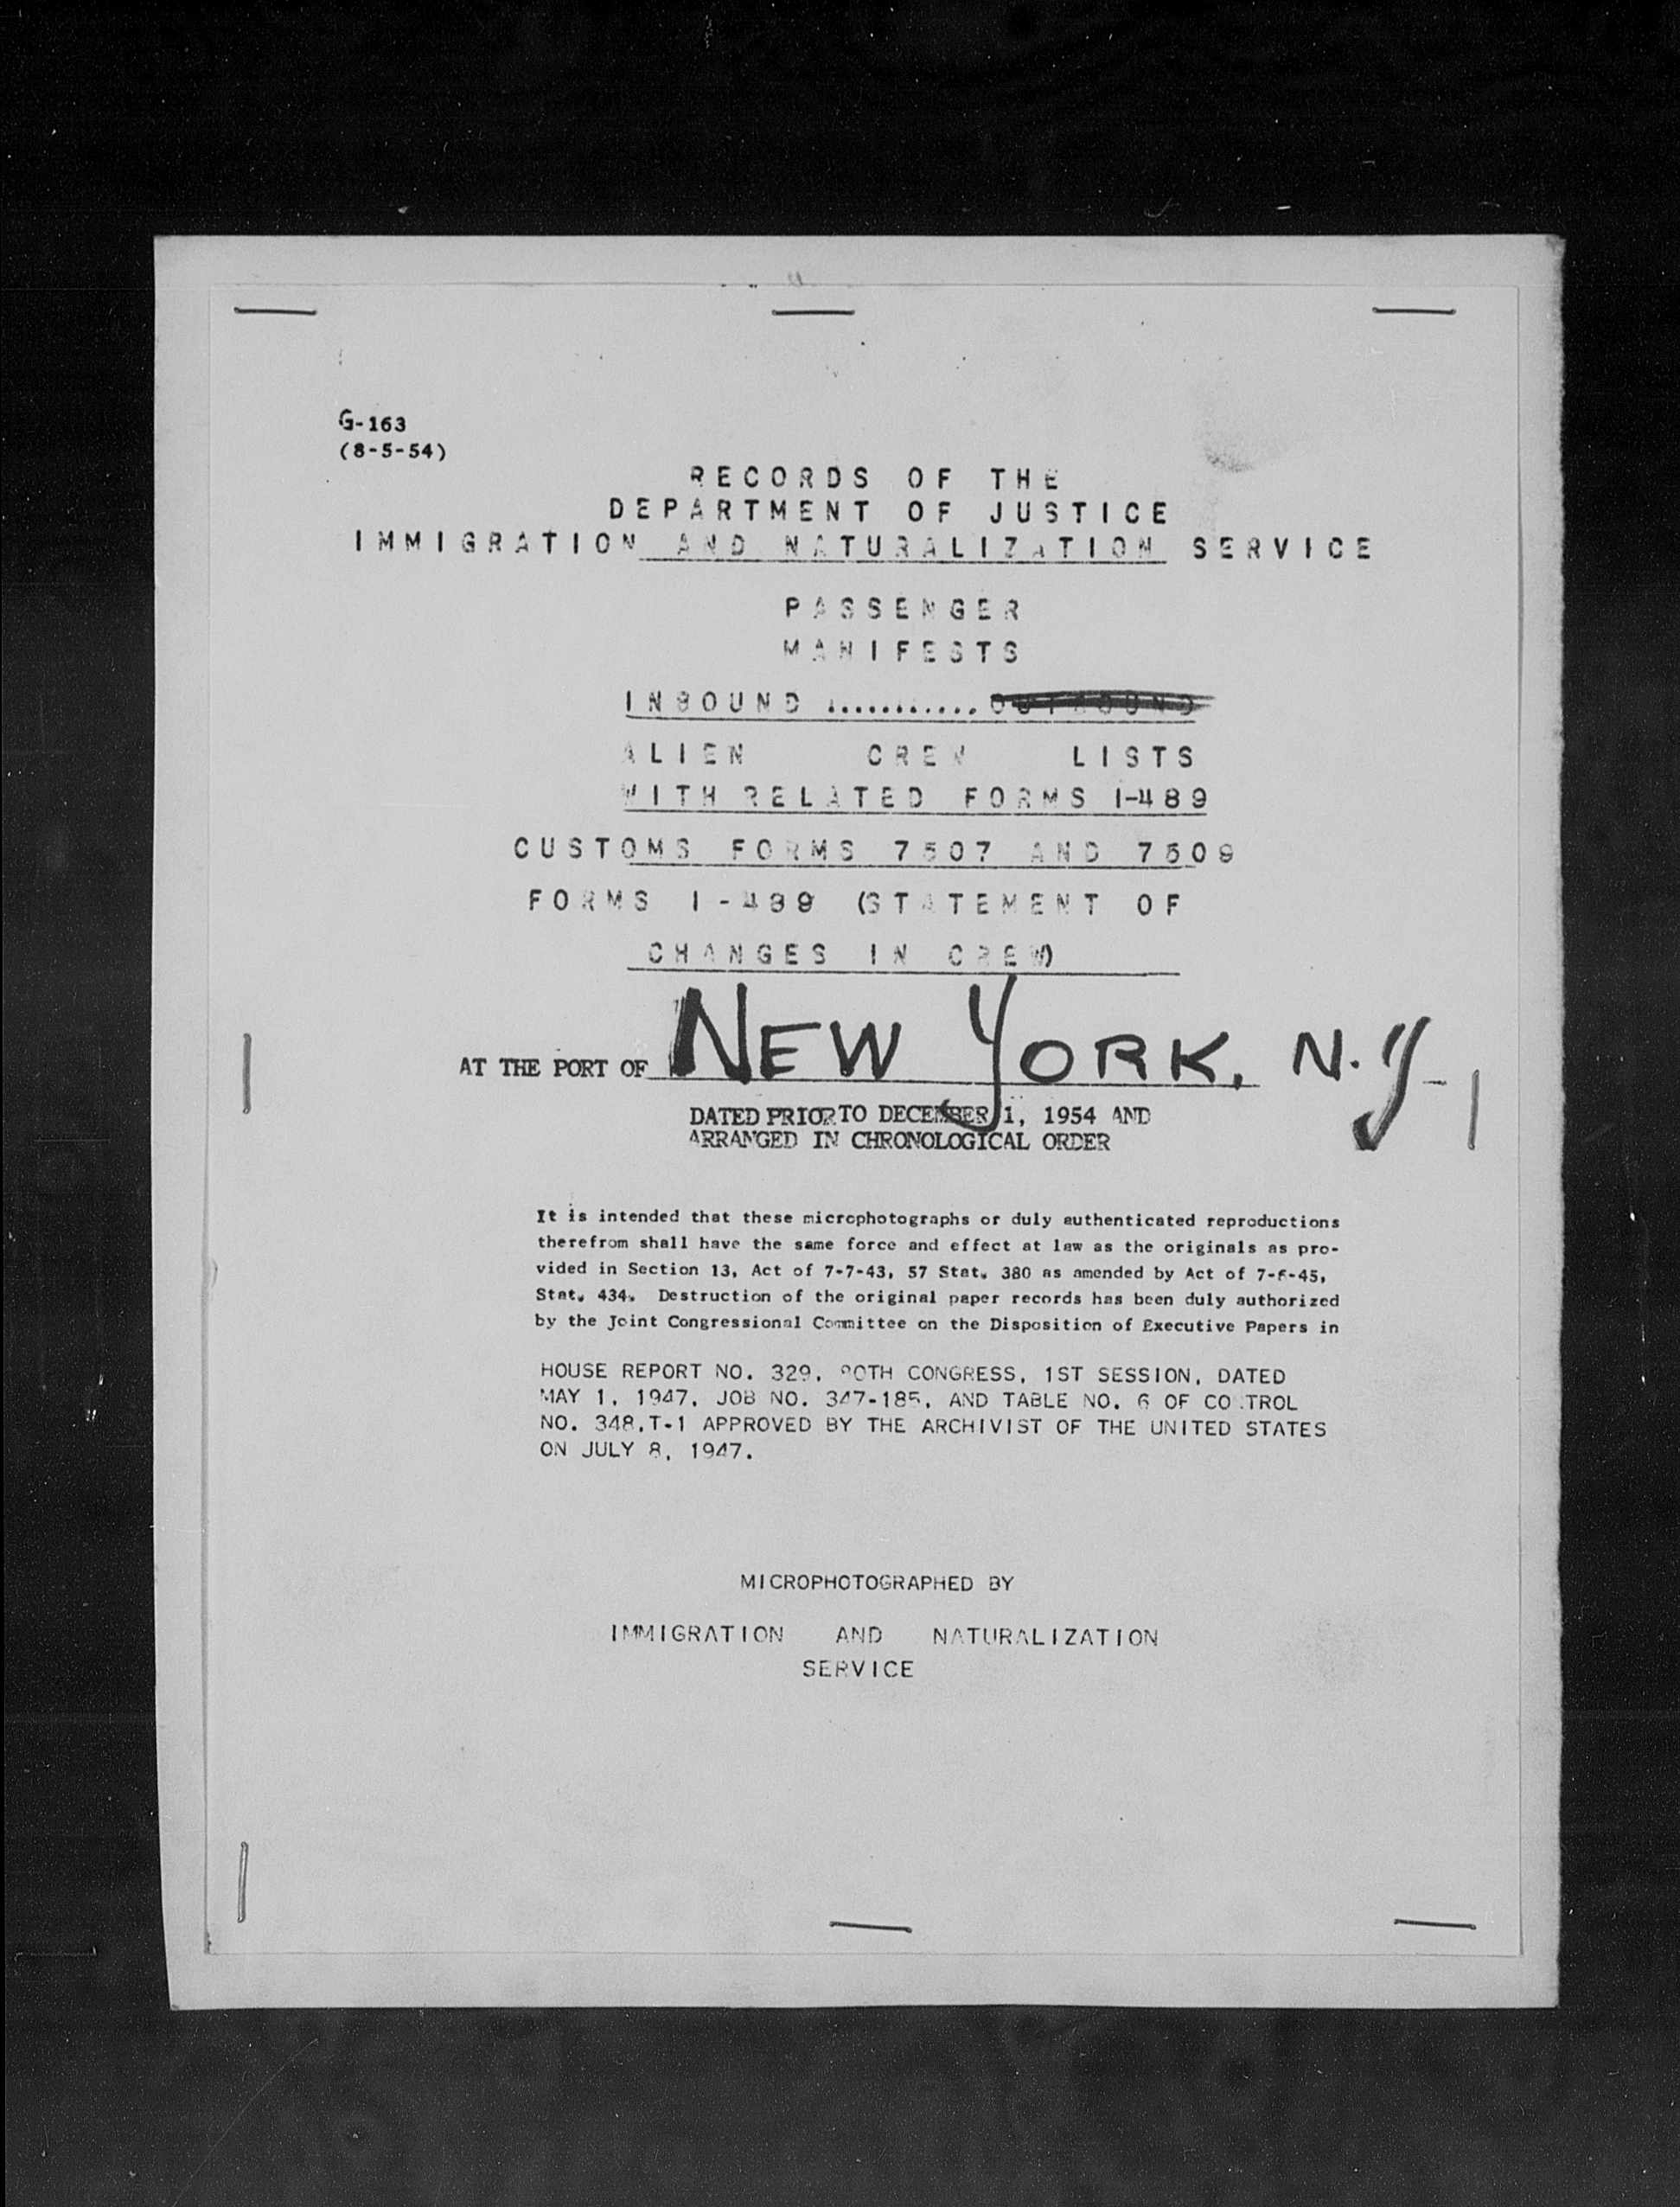 G-163
(8-5-54)
RECORDS OF THE
DEPARTMENT OF JUSTICE
IMMIGRATION AND NATURALIZATION SERVICE
PASSENGER
MANIFESTS
INBOUND ........... OUTBOUND
ALIEN CREW LISTS
WITH RELATED FORMS I-489
CUSTOMS FORMS 7507 AND 7509
FORMS I-489 (STATEMENT OF
CHANGES IN CREW)
AT THE PORT OF NEW YORK, N.Y.
DATED PRIOR TO DECEMBER 1, 1954 AND
ARRANGED IN CHRONOLOGICAL ORDER
It is intended that these microphotographs or duly authenticated reproductions
therefrom shall have the same force and effect at law as the originals as pro-
vided in Section 13, Act of 7-7-43, 57 Stat. 380 as amended by Act of 7-6-45,
Stat. 434. Destruction of the original paper records has been duly authorized
by the Joint Congressional Committee on the Disposition of Executive Papers in
HOUSE REPORT NO. 329, 80TH CONGRESS, 1ST SESSION, DATED
MAY 1, 1947, JOB NO. 347-185, AND TABLE NO. 6 OF CONTROL
NO. 348,T-1 APPROVED BY THE ARCHIVIST OF THE UNITED STATES
ON JULY 8, 1947.
MICROPHOTOGRAPHED BY
IMMIGRATION AND NATURALIZATION
SERVICE